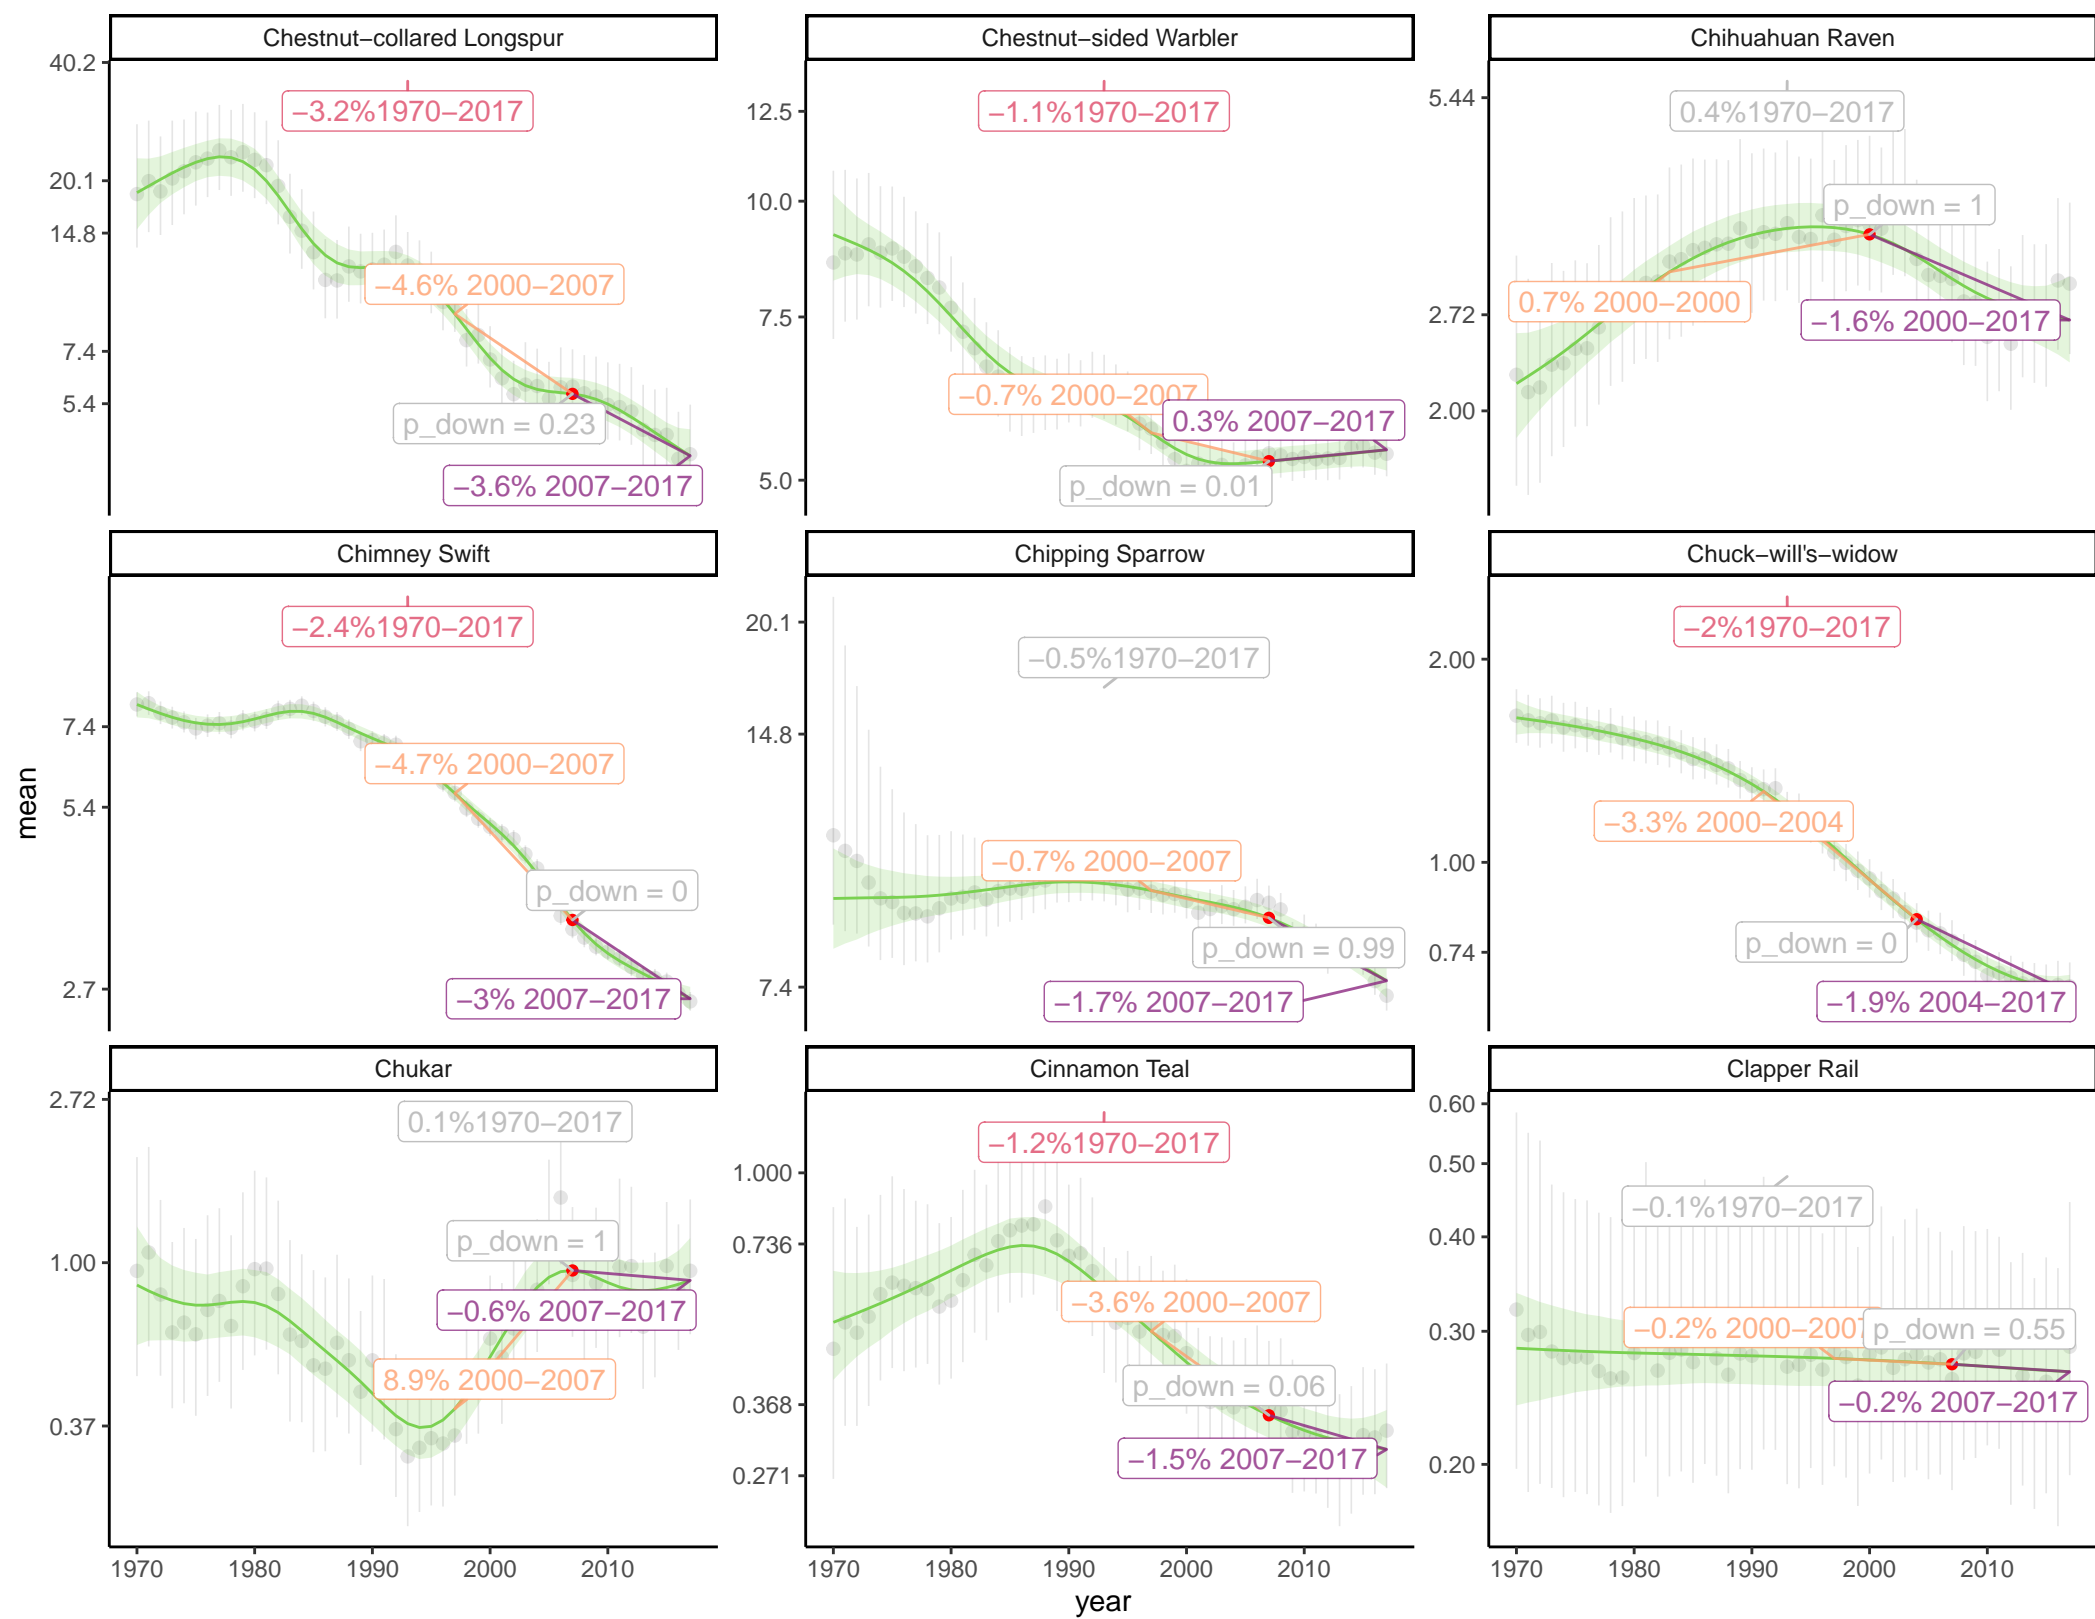 Chestnut−collared Longspur
40.2
20.1
14.8
7.4
5.4
−3.2%1970−2017
−4.6% 2000−2007
p_down = 0.23
−3.6% 2007−2017
Chestnut−sided Warbler
12.5
10.0
7.5
5.0
−1.1%1970−2017
−0.7% 2000−2007
0.3% 2007−2017
p_down = 0.01
Chihuahuan Raven
5.44
2.72
2.00
0.4%1970−2017
p_down = 1
0.7% 2000−2000
−1.6% 2000−2017
mean
Chimney Swift
7.4
5.4
2.7
−2.4%1970−2017
−4.7% 2000−2007
p_down = 0
−3% 2007−2017
Chipping Sparrow
20.1
14.8
7.4
−0.5%1970−2017
−0.7% 2000−2007
p_down = 0.99
−1.7% 2007−2017
Chuck−will's−widow
2.00
1.00
0.74
−2%1970−2017
−3.3% 2000−2004
p_down = 0
−1.9% 2004−2017
Chukar
2.72
1.00
0.37
0.1%1970−2017
p_down = 1
−0.6% 2007−2017
8.9% 2000−2007
1970 1980 1990 2000 2010
Cinnamon Teal
1.000
0.736
0.368
0.271
−1.2%1970−2017
−3.6% 2000−2007
p_down = 0.06
−1.5% 2007−2017
1970 1980 1990 2000 2010
Clapper Rail
0.60
0.50
0.40
0.30
0.20
−0.1%1970−2017
−0.2% 2000−2007
p_down = 0.55
−0.2% 2007−2017
1970 1980 1990 2000 2010
year